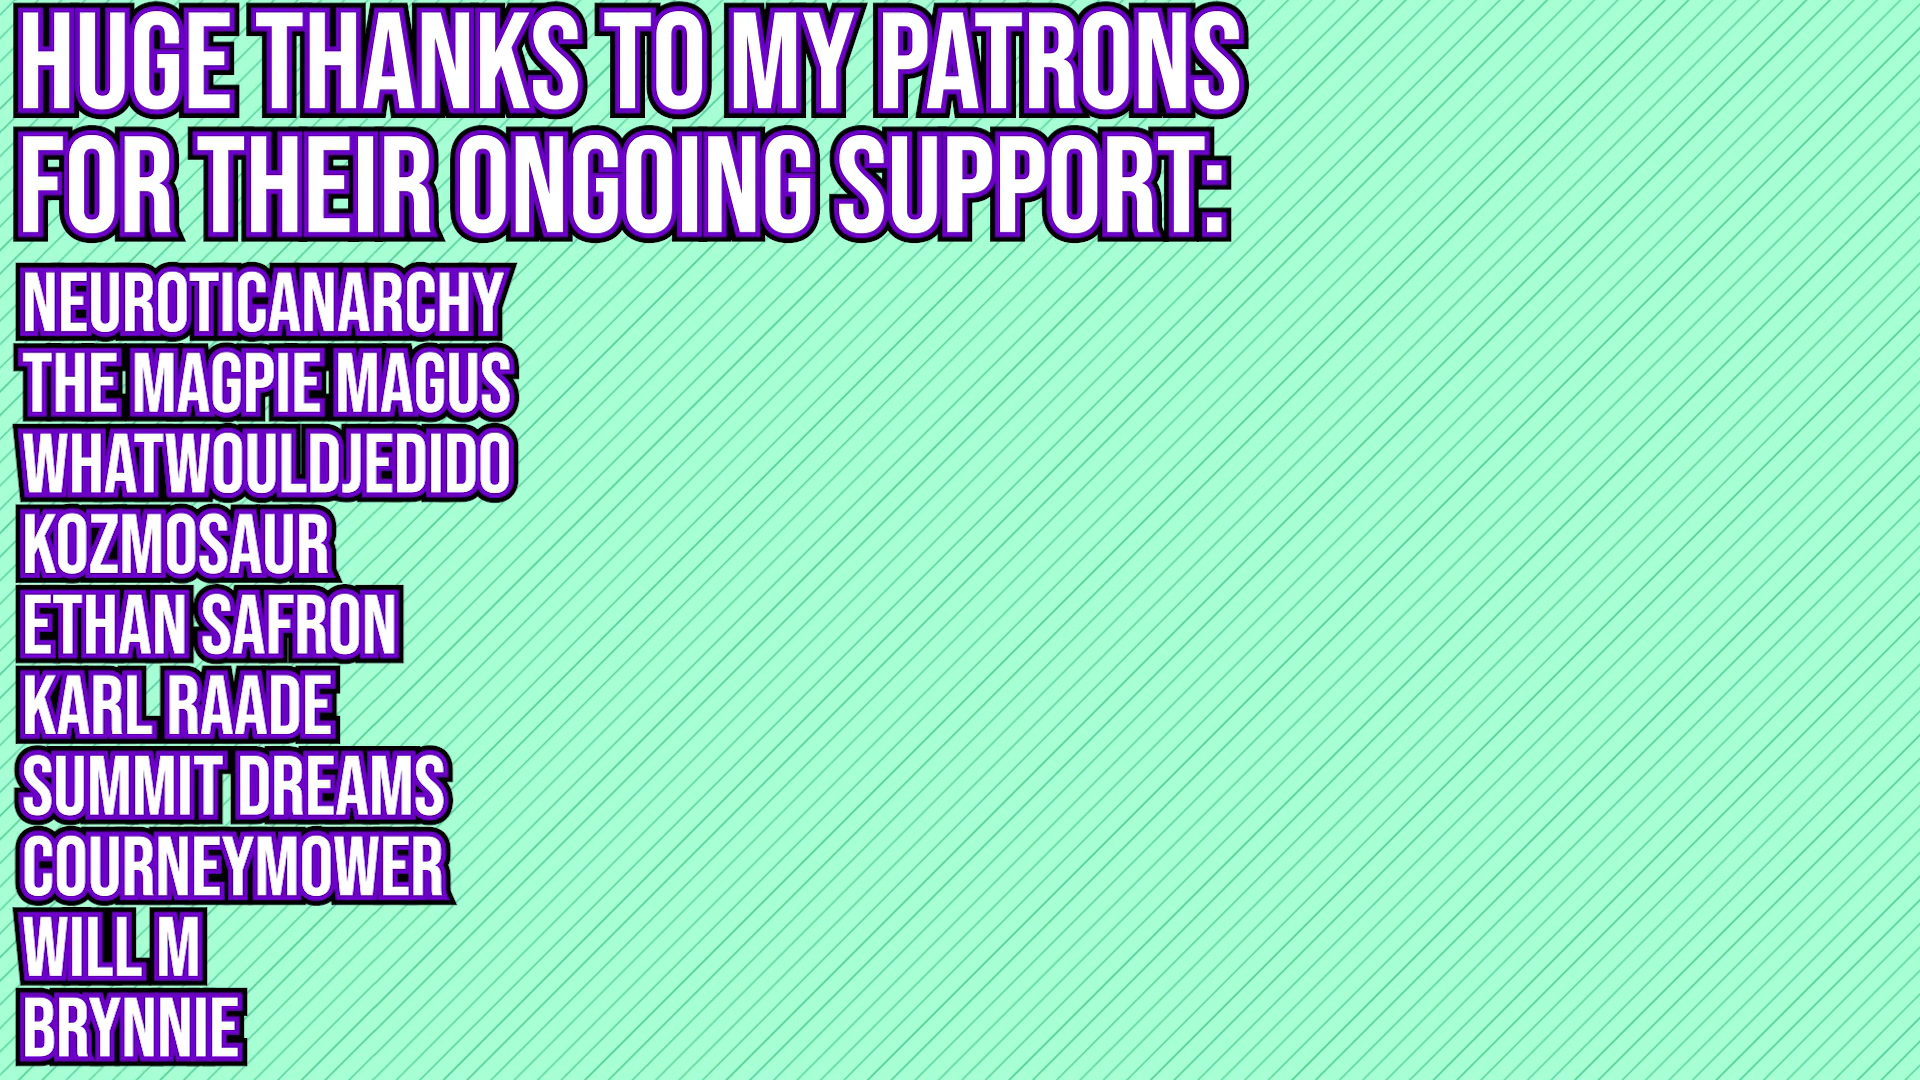 HUGE THANKS TO MY PATRONS
FOR THEIR ONGOING SUPPORT:
NEUROTICANARCHY
THE MAGPIE MAGUS
WHATWOULDJEDIDO
KOZMOSAUR
ETHAN SAFRON
KARL RAADE
SUMMIT DREAMS
COURNEYMOWER
WILL M
BRYNNIE